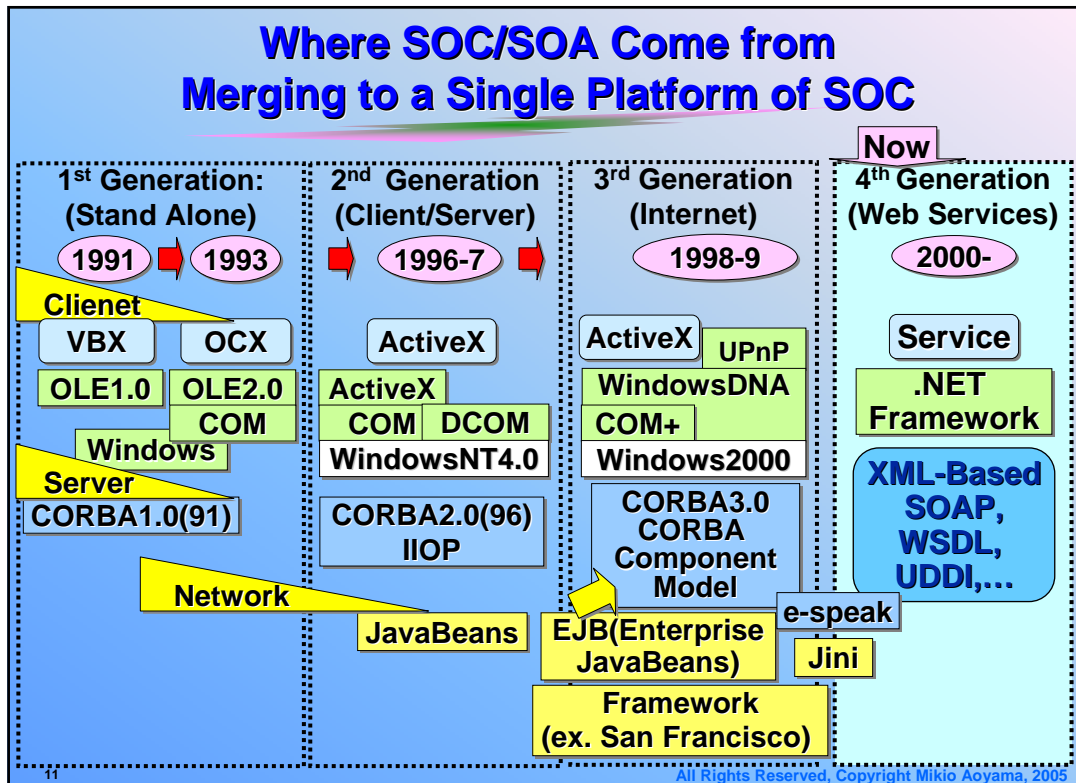 Where SOC/SOA Come from
Merging to a Single Platform of SOC
Now
1st Generation:
(Stand Alone)
1991
1993
Clienet
VBX
OCX
OLE1.0
OLE2.0
COM
Windows
Server
CORBA1.0(91)
Network
2nd Generation
(Client/Server)
1996-7
ActiveX
ActiveX
COM
DCOM
WindowsNT4.0
CORBA2.0(96)
IIOP
JavaBeans
3rd Generation
(Internet)
1998-9
ActiveX
UPnP
WindowsDNA
COM+
Windows2000
CORBA3.0
CORBA
Component
Model
EJB(Enterprise
JavaBeans)
Framework
(ex. San Francisco)
e-speak
Jini
4th Generation
(Web Services)
2000-
Service
.NET
Framework
XML-Based
SOAP,
WSDL,
UDDI,...
11
All Rights Reserved, Copyright Mikio Aoyama, 2005